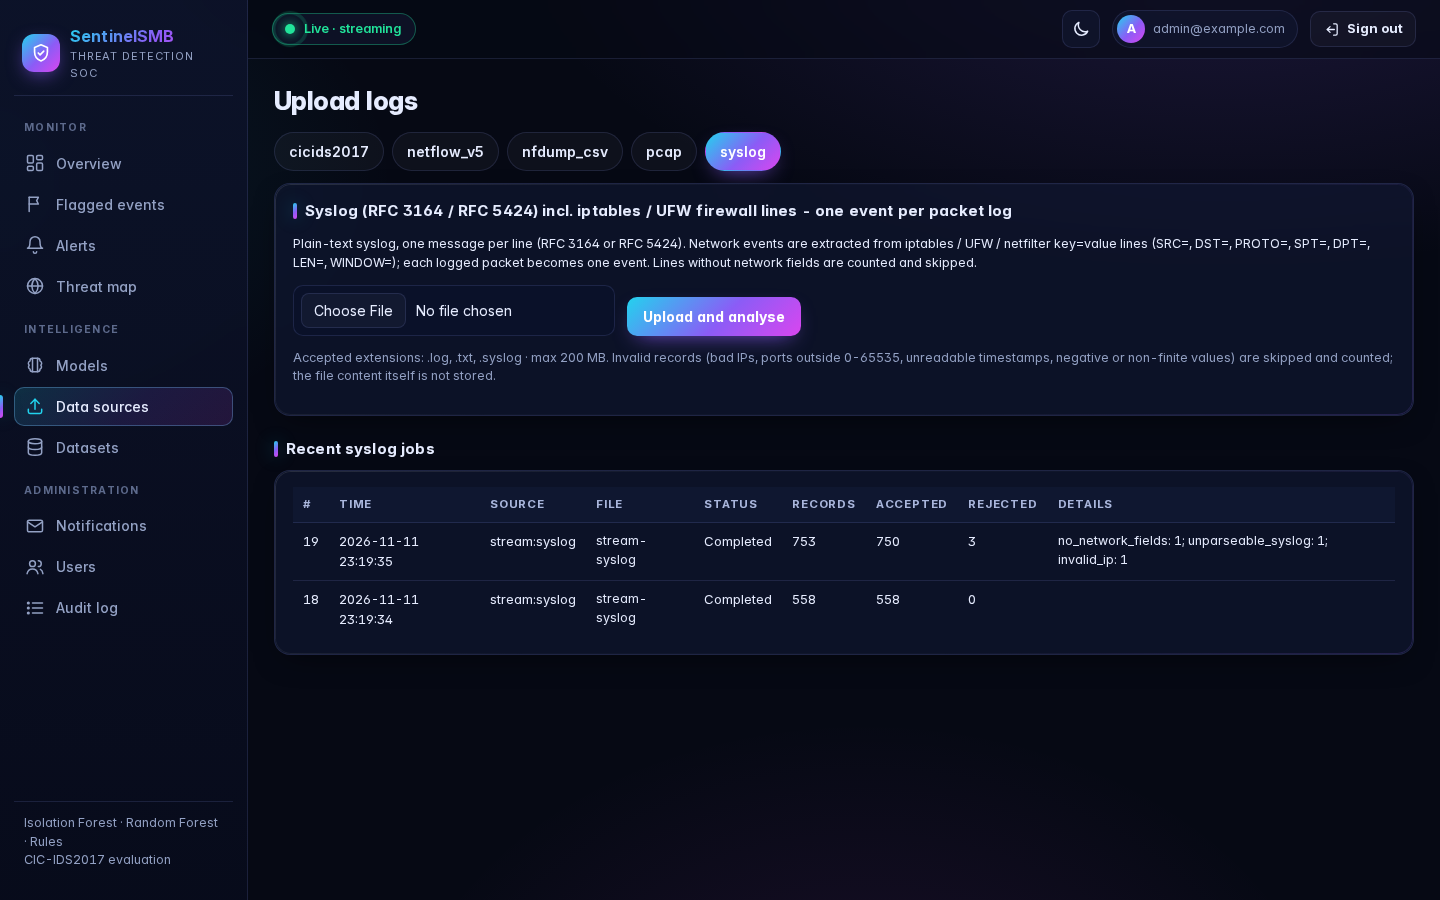 SentinelSMB
THREAT DETECTION
SOC
MONITOR
Overview
Flagged events
Alerts
Threat map
INTELLIGENCE
Models
Data sources
Datasets
ADMINISTRATION
Notifications
Users
Audit log
Isolation Forest · Random Forest
· Rules
CIC-IDS2017 evaluation
Live · streaming
A admin@example.com
Sign out
Upload logs
cicids2017 netflow_v5 nfdump_csv pcap syslog
Syslog (RFC 3164 / RFC 5424) incl. iptables / UFW firewall lines - one event per packet log
Plain-text syslog, one message per line (RFC 3164 or RFC 5424). Network events are extracted from iptables / UFW / netfilter key=value lines (SRC=, DST=, PROTO=, SPT=, DPT=,
LEN=, WINDOW=); each logged packet becomes one event. Lines without network fields are counted and skipped.
Choose File No file chosen Upload and analyse
Accepted extensions: .log, .txt, .syslog · max 200 MB. Invalid records (bad IPs, ports outside 0-65535, unreadable timestamps, negative or non-finite values) are skipped and counted;
the file content itself is not stored.
Recent syslog jobs
# TIME SOURCE FILE STATUS RECORDS ACCEPTED REJECTED DETAILS
19 2026-11-11 23:19:35 stream:syslog stream-syslog Completed 753 750 3 no_network_fields: 1; unparseable_syslog: 1; invalid_ip: 1
18 2026-11-11 23:19:34 stream:syslog stream-syslog Completed 558 558 0